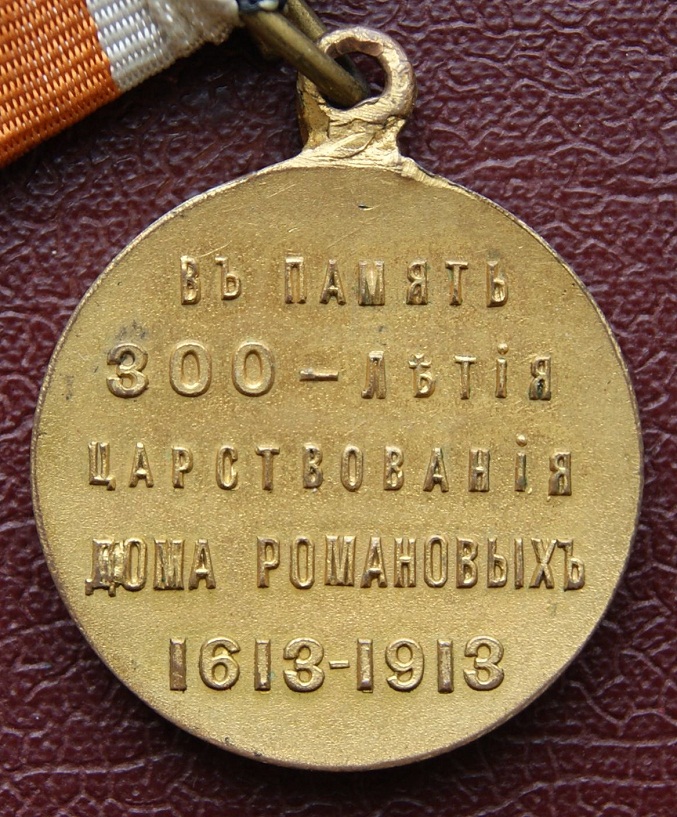 ВЪ ПАМЯТЬ
300 – ЛѢТІЯ
ЦАРСТВОВАНІЯ
ДОМА РОМАНОВЫХЪ
1613-1913